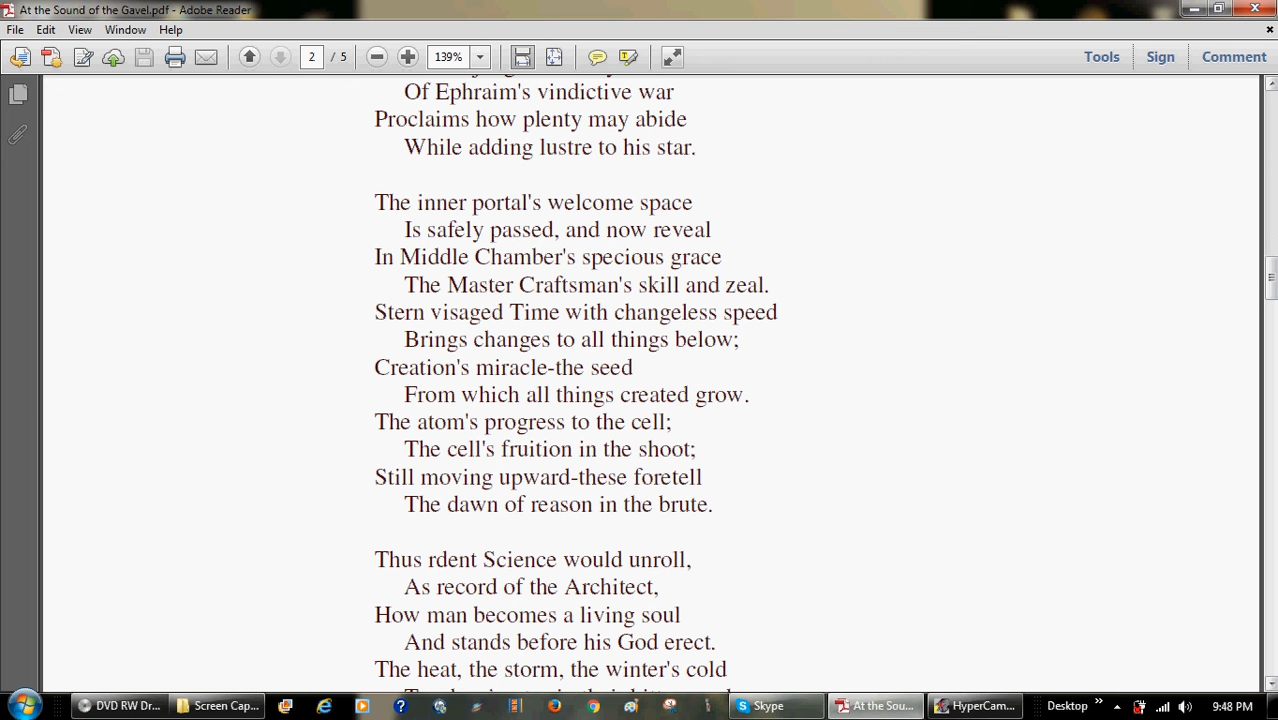 At the Sound of the Gavel.pdf - Adobe Reader
File Edit View Window Help
2 / 5 139% Tools Sign Comment
Of Ephraim's vindictive war
Proclaims how plenty may abide
While adding lustre to his star.
The inner portal's welcome space
Is safely passed, and now reveal
In Middle Chamber's specious grace
The Master Craftsman's skill and zeal.
Stern visaged Time with changeless speed
Brings changes to all things below;
Creation's miracle-the seed
From which all things created grow.
The atom's progress to the cell;
The cell's fruition in the shoot;
Still moving upward-these foretell
The dawn of reason in the brute.
Thus rdent Science would unroll,
As record of the Architect,
How man becomes a living soul
And stands before his God erect.
The heat, the storm, the winter's cold
DVD RW Dr... Screen Cap... Skype At the Sou... HyperCam... Desktop » 9:48 PM